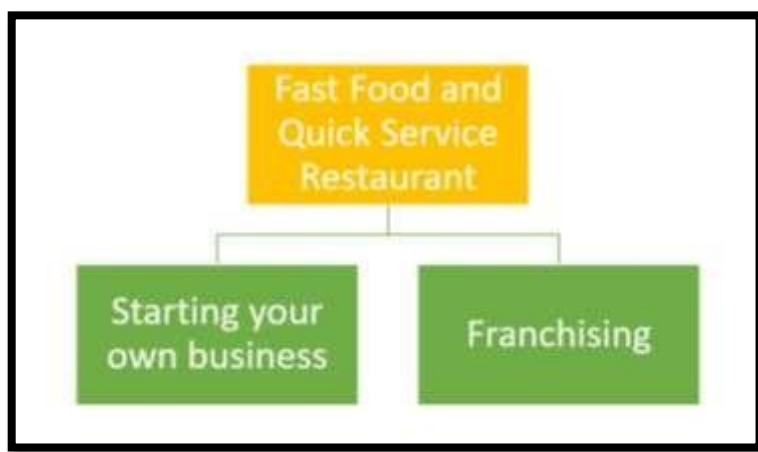 Fast Food and
Quick Service
Restaurant
Starting your
own business
Franchising